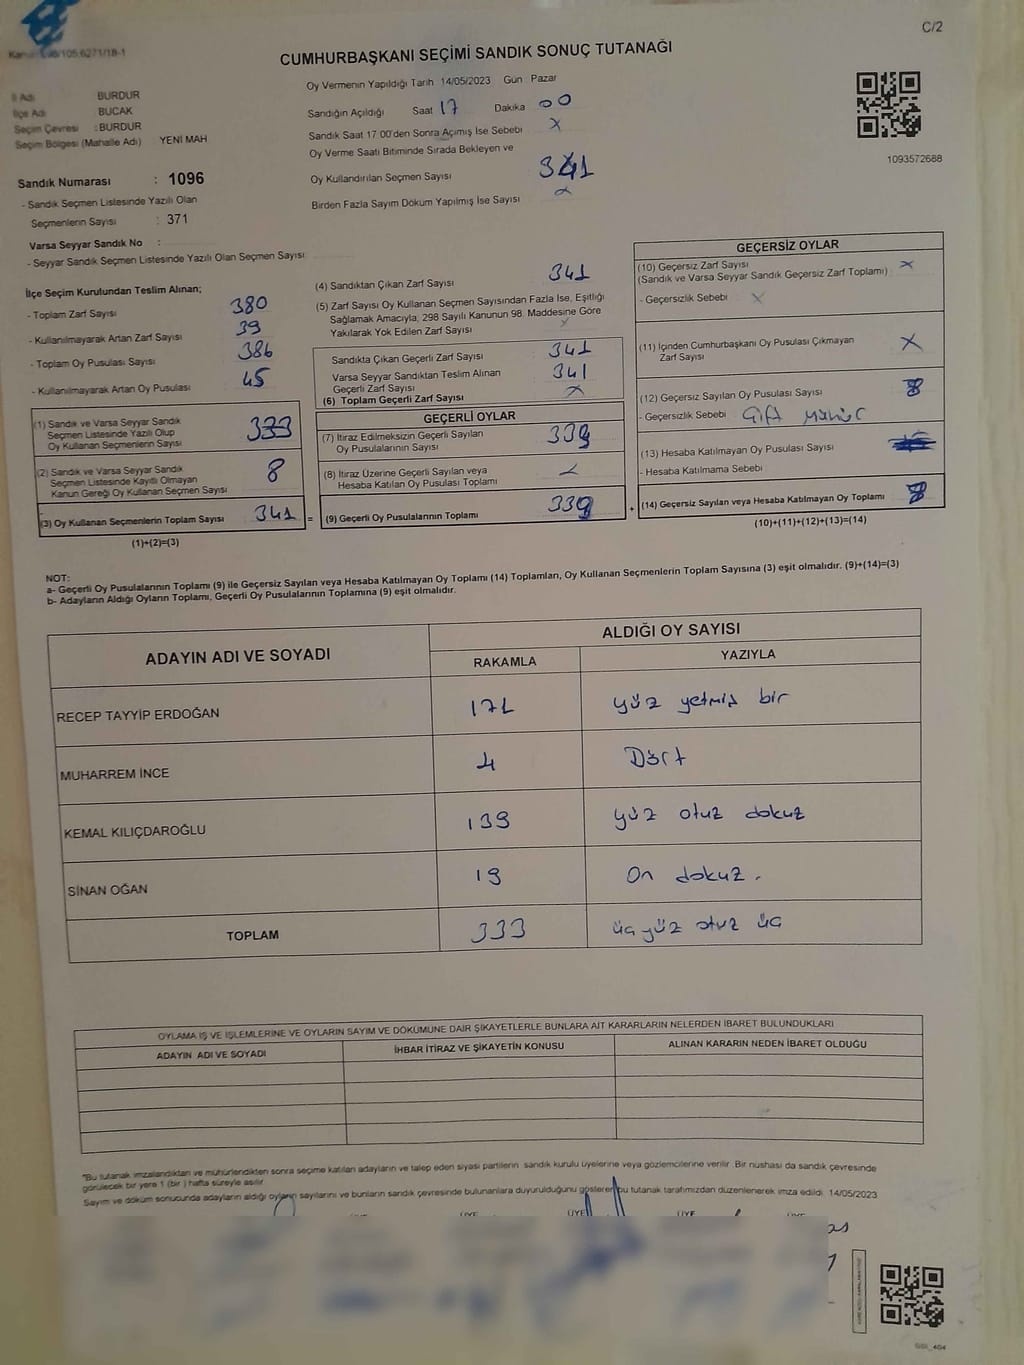 C/2
CUMHURBAŞKANI SEÇİMİ SANDIK SONUÇ TUTANAĞI
İl Adı BURDUR
İlçe Adı BUCAK
Seçim Çevresi : BURDUR
Seçim Bölgesi (Mahalle Adı) YENİ MAH
Sandık Numarası : 1096
- Sandık Seçmen Listesinde Yazılı Olan
Seçmenlerin Sayısı : 371
Varsa Seyyar Sandık No :
- Seyyar Sandık Seçmen Listesinde Yazılı Olan Seçmen Sayısı
Oy Vermenin Yapıldığı Tarih 14/05/2023 Gün Pazar
Sandığın Açıldığı Saat 17 Dakika 00
Sandık Saat 17 00'den Sonra Açımış İse Sebebi X
Oy Verme Saati Bitiminde Sırada Bekleyen ve
Oy Kullandırılan Seçmen Sayısı 341
Birden Fazla Sayım Döküm Yapılmış İse Sayısı
1093572688
İlçe Seçim Kurulundan Teslim Alınan;
- Toplam Zarf Sayısı 380
- Kullanılmayarak Artan Zarf Sayısı 39
- Toplam Oy Pusulası Sayısı 386
- Kullanılmayarak Artan Oy Pusulası 45
(1) Sandık ve Varsa Seyyar Sandık
Seçmen Listesinde Yazılı Olup
Oy Kullanan Seçmenlerin Sayısı 333
(2) Sandık ve Varsa Seyyar Sandık
Seçmen Listesinde Kayıtlı Olmayan
Kanun Gereği Oy Kullanan Seçmen Sayısı 8
(3) Oy Kullanan Seçmenlerin Toplam Sayısı 341
(1)+(2)=(3)
(4) Sandıktan Çıkan Zarf Sayısı 341
(5) Zarf Sayısı Oy Kullanan Seçmen Sayısından Fazla İse, Eşitliği
Sağlamak Amacıyla, 298 Sayılı Kanunun 98. Maddesine Göre
Yakılarak Yok Edilen Zarf Sayısı
Sandıkta Çıkan Geçerli Zarf Sayısı 341
Varsa Seyyar Sandıktan Teslim Alınan 341
Geçerli Zarf Sayısı
(6) Toplam Geçerli Zarf Sayısı X
GEÇERLİ OYLAR
(7) İtiraz Edilmeksizin Geçerli Sayılan
Oy Pusulalarının Sayısı
(8) İtiraz Üzerine Geçerli Sayılan veya
Hesaba Katılan Oy Pusulası Toplamı
= (9) Geçerli Oy Pusulalarının Toplamı
GEÇERSİZ OYLAR
(10) Geçersiz Zarf Sayısı X
(Sandık ve Varsa Seyyar Sandık Geçersiz Zarf Toplamı)
- Geçersizlik Sebebi X
(11) İçinden Cumhurbaşkanı Oy Pusulası Çıkmayan X
Zarf Sayısı
(12) Geçersiz Sayılan Oy Pusulası Sayısı 8
- Geçersizlik Sebebi Çift Mühür
(13) Hesaba Katılmayan Oy Pusulası Sayısı
- Hesaba Katılmama Sebebi
+ (14) Geçersiz Sayılan veya Hesaba Katılmayan Oy Toplamı 8
(10)+(11)+(12)+(13)=(14)
NOT:
a- Geçerli Oy Pusulalarının Toplamı (9) ile Geçersiz Sayılan veya Hesaba Katılmayan Oy Toplamı (14) Toplamları, Oy Kullanan Seçmenlerin Toplam Sayısına (3) eşit olmalıdır. (9)+(14)=(3)
b- Adayların Aldığı Oyların Toplamı, Geçerli Oy Pusulalarının Toplamına (9) eşit olmalıdır.
ADAYIN ADI VE SOYADI
ALDIĞI OY SAYISI
RAKAMLA YAZIYLA
RECEP TAYYİP ERDOĞAN 171 yüz yetmiş bir
MUHARREM İNCE 4 Dört
KEMAL KILIÇDAROĞLU 139 yüz otuz dokuz
SİNAN OĞAN 19 On dokuz.
TOPLAM 333 üç yüz otuz üç
OYLAMA İŞ VE İŞLEMLERİNE VE OYLARIN SAYIM VE DÖKÜMÜNE DAİR ŞİKAYETLERLE BUNLARA AİT KARARLARIN NELERDEN İBARET BULUNDUKLARI
ADAYIN ADI VE SOYADI İHBAR İTİRAZ VE ŞİKAYETİN KONUSU ALINAN KARARIN NEDEN İBARET OLDUĞU
*Bu tutanak imzalandıktan ve mühürlendikten sonra seçime katılan adayların ve talep eden siyasi partilerin sandık kurulu üyelerine veya gözlemcilerine verilir. Bir nüshası da sandık çevresinde
görülecek bir yere 1 (bir) hafta süreyle asılır.
Sayım ve döküm sonucunda adayların aldığı oyların sayılarını ve bunların sandık çevresinde bulunanlara duyurulduğunu gösteren bu tutanak tarafımızdan düzenlenerek imza edildi. 14/05/2023
ÜYE ÜYE ÜYE